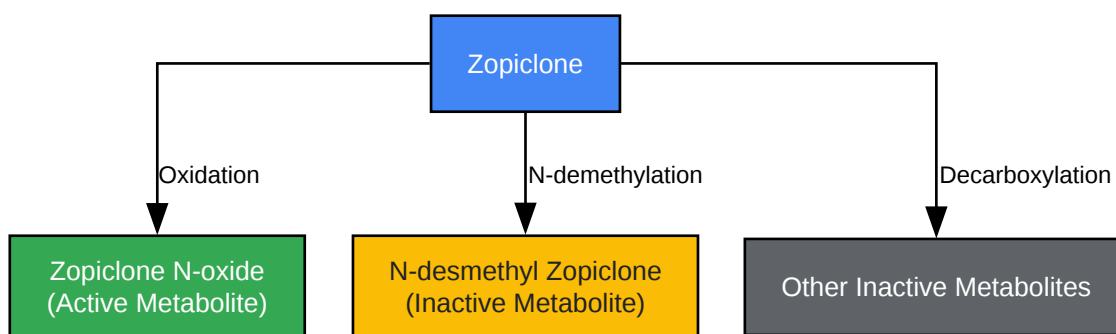 Zopiclone
Oxidation
N-demethylation
Decarboxylation
Zopiclone N-oxide
(Active Metabolite)
N-desmethyl Zopiclone
(Inactive Metabolite)
Other Inactive Metabolites